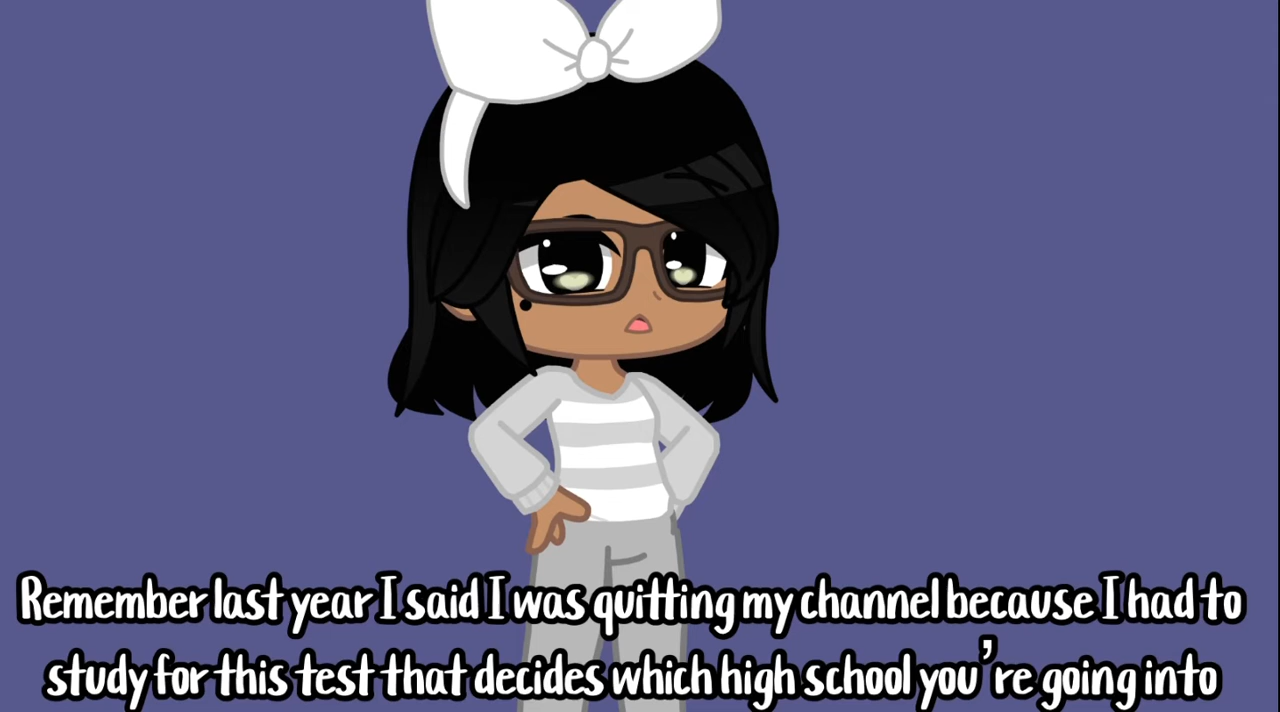 Remember last year I said I was quitting my channel because I had to
study for this test that decides which high school you're going into